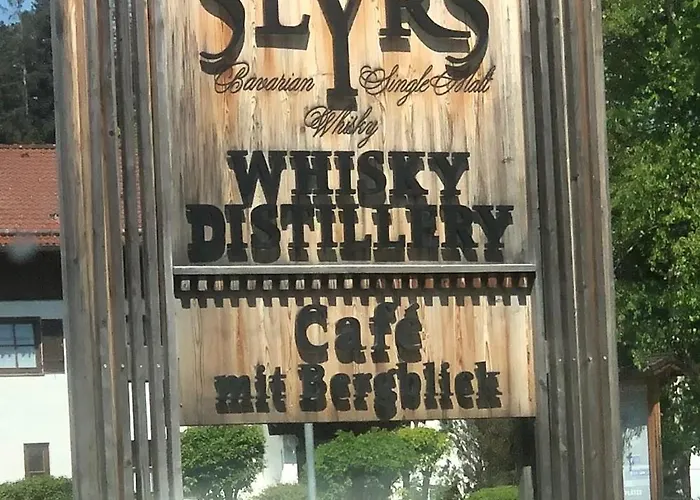 SLYRS
Bavarian Single Malt
Whisky
WHISKY
DISTILLERY
Café
mit Bergblick